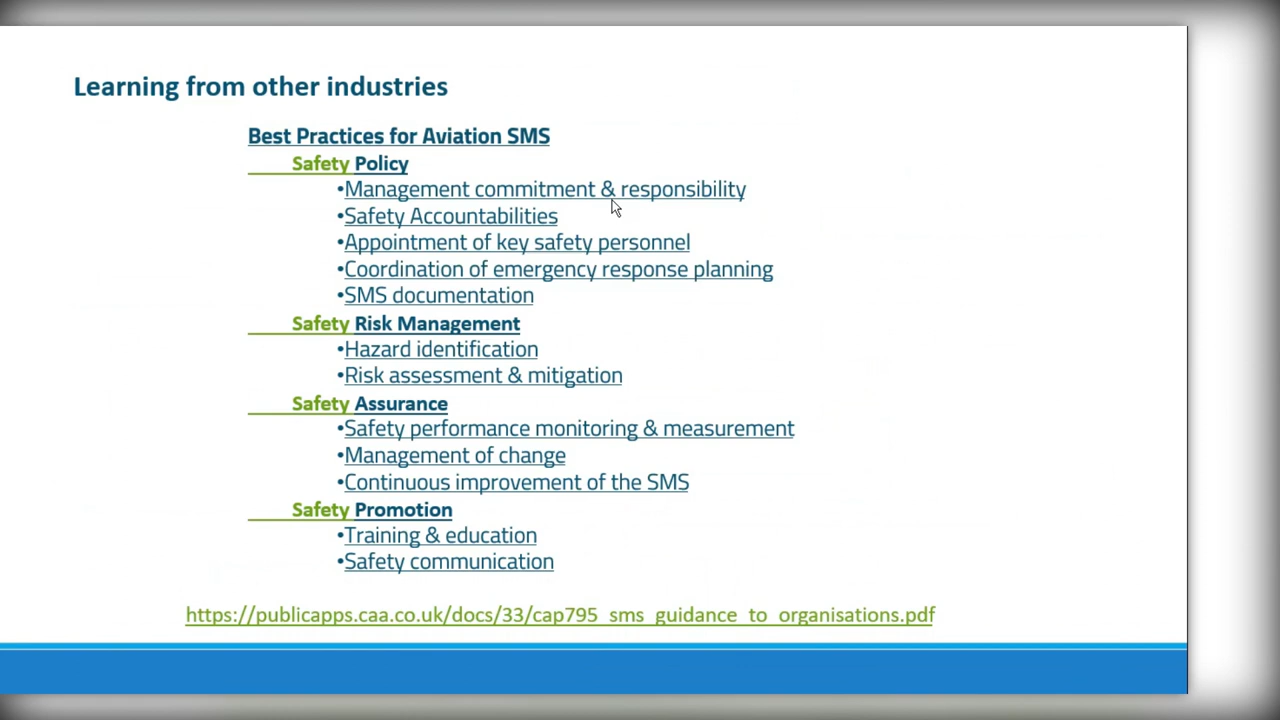 Learning from other industries
Best Practices for Aviation SMS
Safety Policy
•Management commitment & responsibility
•Safety Accountabilities
•Appointment of key safety personnel
•Coordination of emergency response planning
•SMS documentation
Safety Risk Management
•Hazard identification
•Risk assessment & mitigation
Safety Assurance
•Safety performance monitoring & measurement
•Management of change
•Continuous improvement of the SMS
Safety Promotion
•Training & education
•Safety communication
https://publicapps.caa.co.uk/docs/33/cap795_sms_guidance_to_organisations.pdf